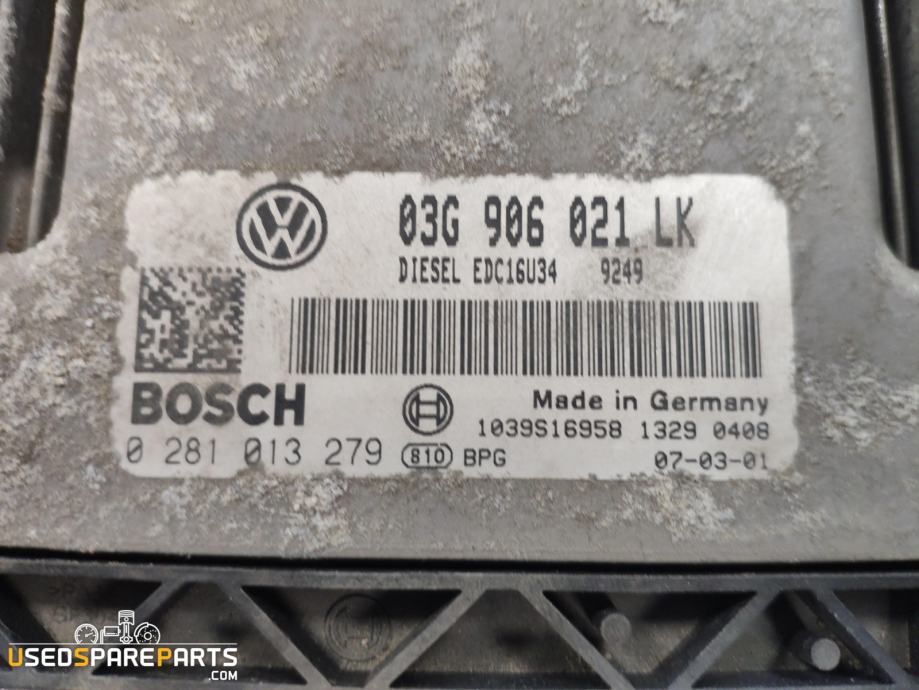 03G 906 021 LK
DIESEL EDC16U34 9249
BOSCH
Made in Germany
1039S16958 1329 0408
0 281 013 279 810 BPG 07-03-01
USEDSPAREPARTS
.COM